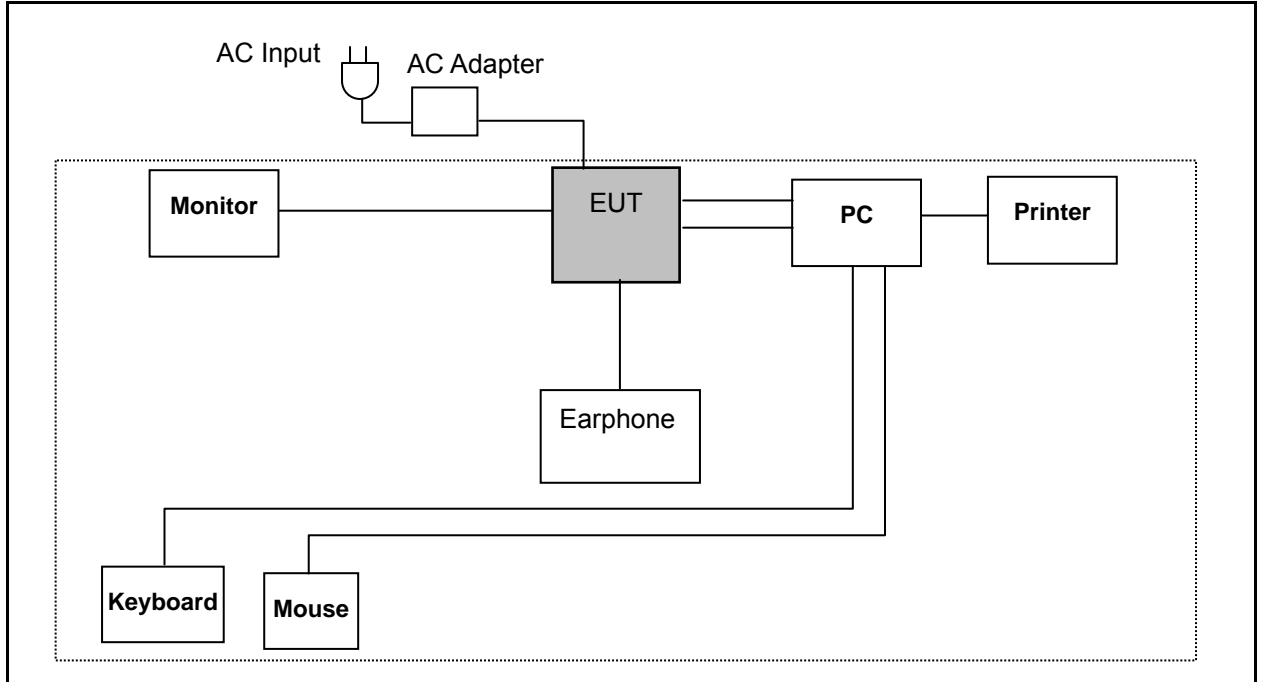 AC Input
AC Adapter
Monitor
EUT
PC
Printer
Earphone
Keyboard
Mouse